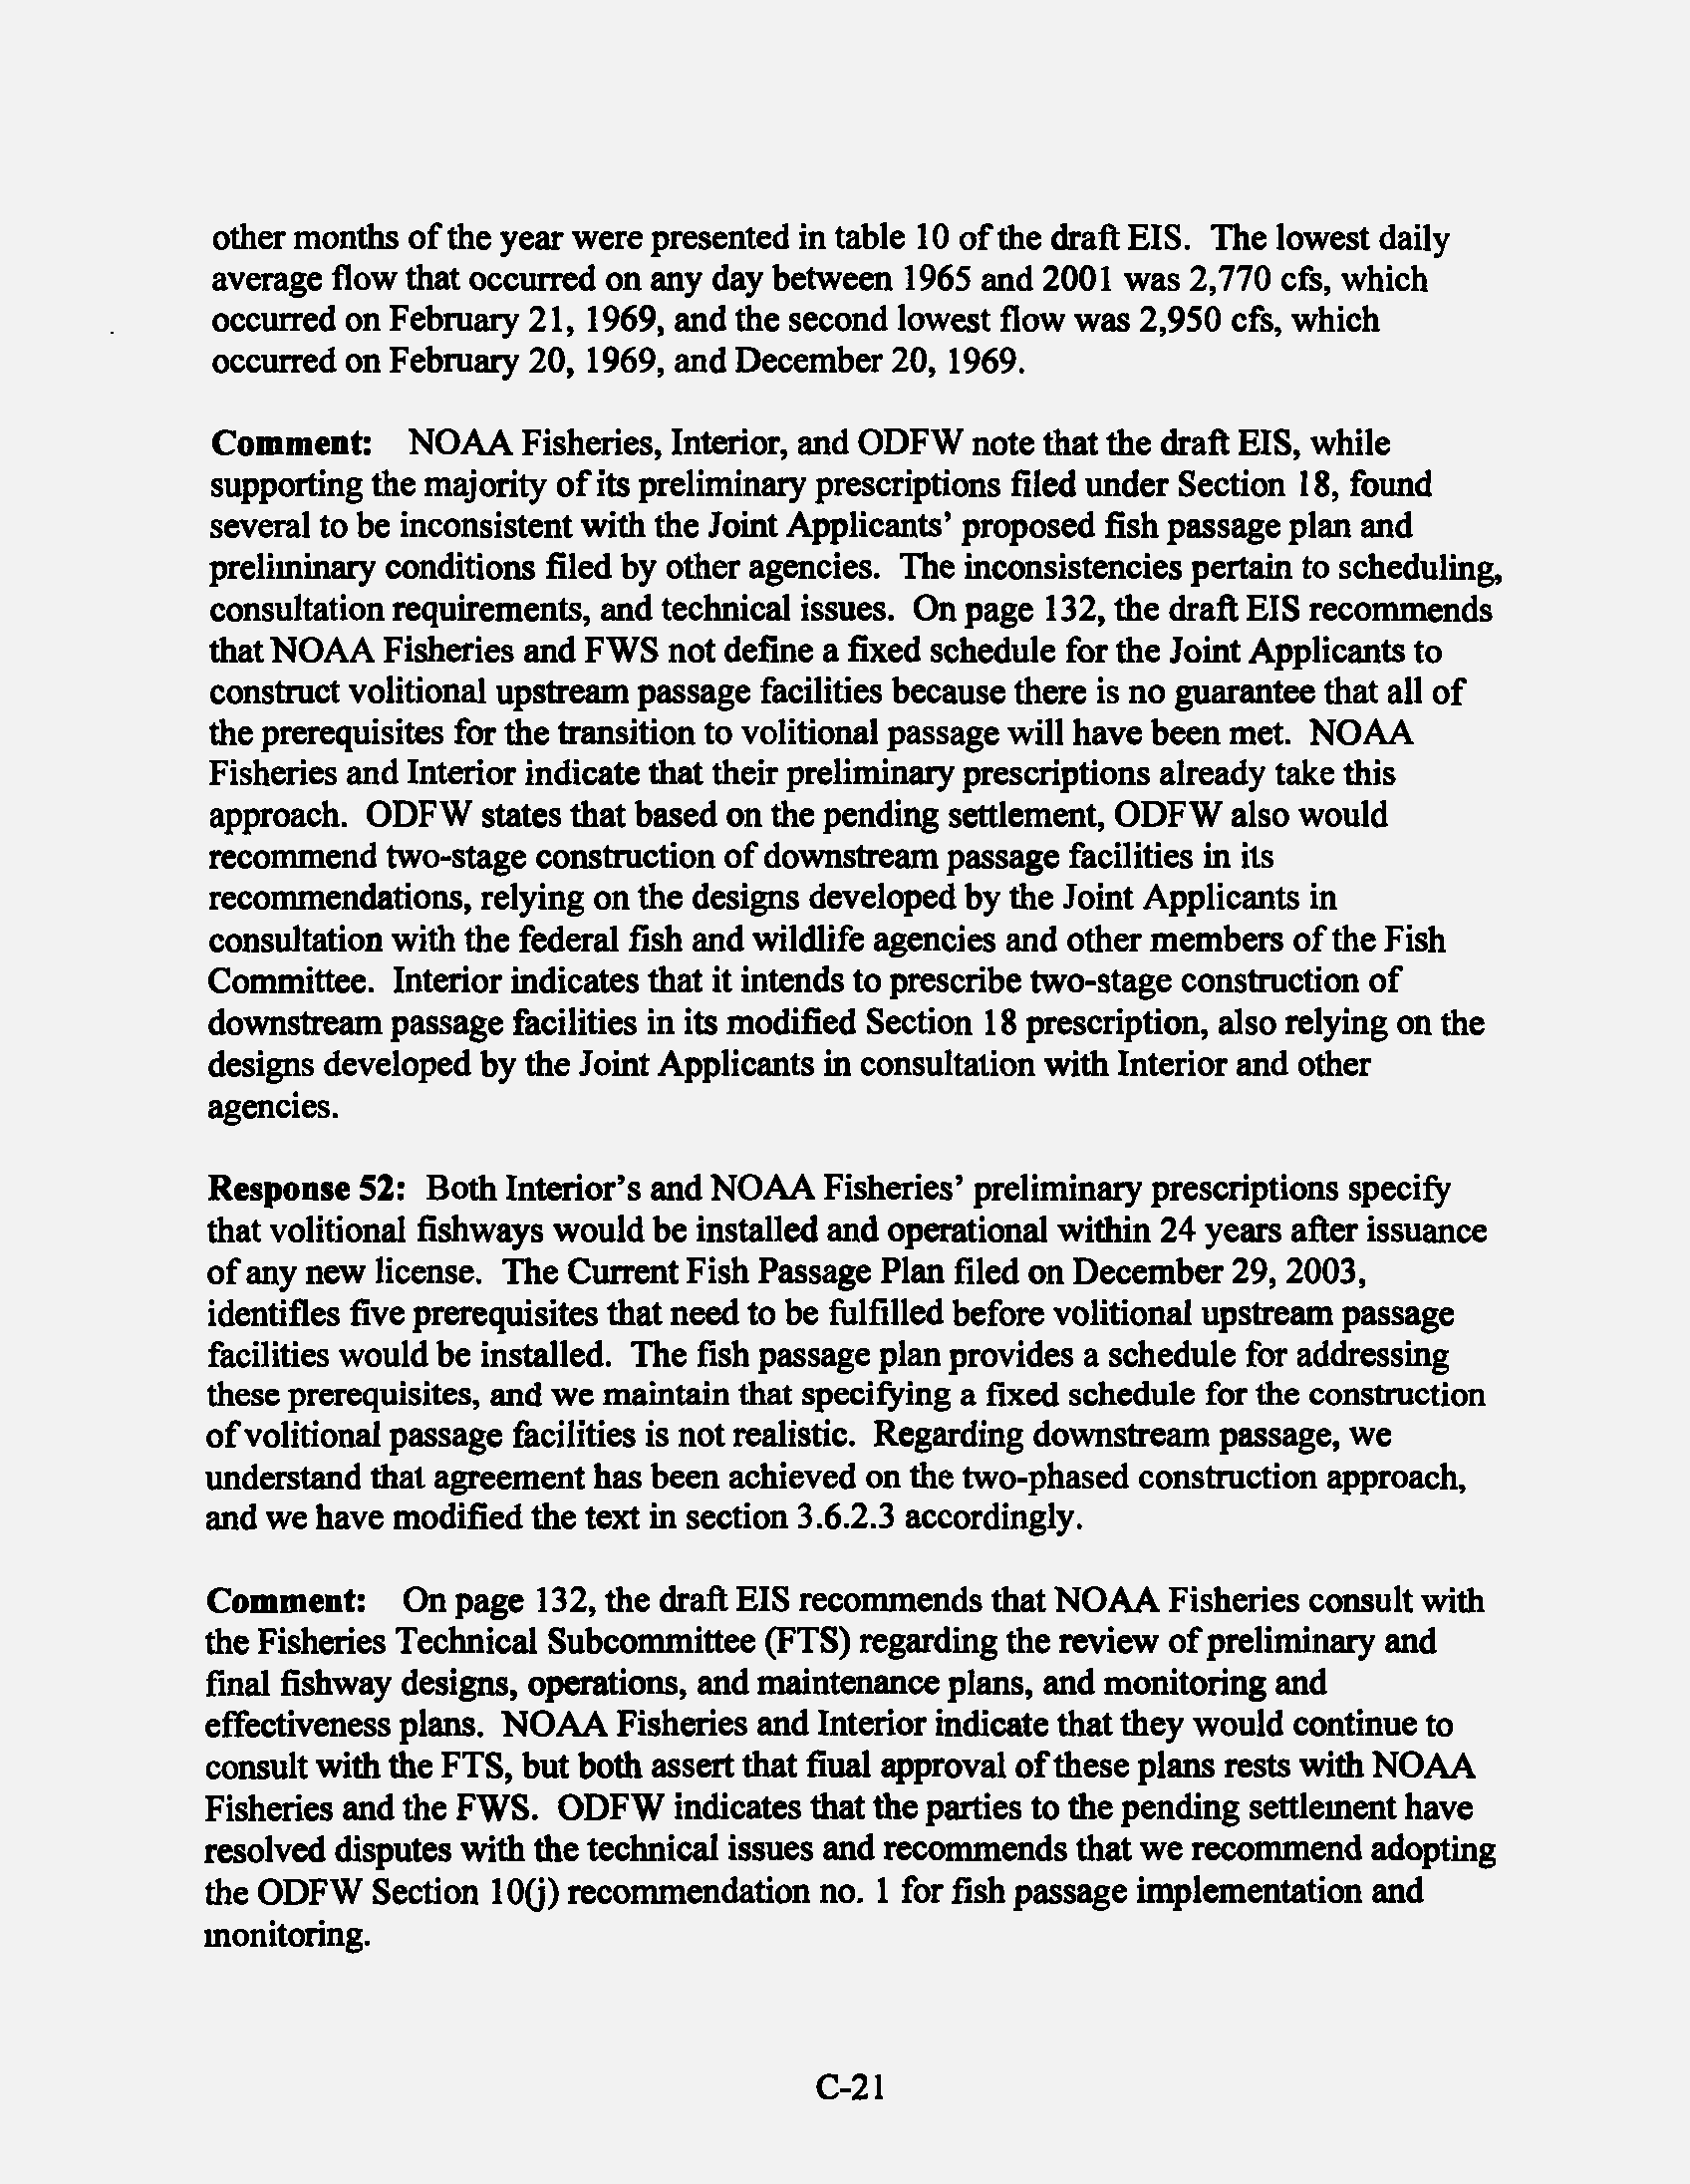 other months of the year were presented in table 10 of the draft EIS. The lowest daily
average flow that occurred on any day between 1965 and 2001 was 2,770 cfs, which
occurred on February 21, 1969, and the second lowest flow was 2,950 cfs, which
occurred on February 20, 1969, and December 20, 1969.
Comment: NOAA Fisheries, Interior, and ODFW note that the draft EIS, while
supporting the majority of its preliminary prescriptions filed under Section 18, found
several to be inconsistent with the Joint Applicants' proposed fish passage plan and
preliminary conditions filed by other agencies. The inconsistencies pertain to scheduling,
consultation requirements, and technical issues. On page 132, the draft EIS recommends
that NOAA Fisheries and FWS not define a fixed schedule for the Joint Applicants to
construct volitional upstream passage facilities because there is no guarantee that all of
the prerequisites for the transition to volitional passage will have been met. NOAA
Fisheries and Interior indicate that their preliminary prescriptions already take this
approach. ODFW states that based on the pending settlement, ODFW also would
recommend two-stage construction of downstream passage facilities in its
recommendations, relying on the designs developed by the Joint Applicants in
consultation with the federal fish and wildlife agencies and other members of the Fish
Committee. Interior indicates that it intends to prescribe two-stage construction of
downstream passage facilities in its modified Section 18 prescription, also relying on the
designs developed by the Joint Applicants in consultation with Interior and other
agencies.
Response 52: Both Interior's and NOAA Fisheries' preliminary prescriptions specify
that volitional fishways would be installed and operational within 24 years after issuance
of any new license. The Current Fish Passage Plan filed on December 29, 2003,
identifies five prerequisites that need to be fulfilled before volitional upstream passage
facilities would be installed. The fish passage plan provides a schedule for addressing
these prerequisites, and we maintain that specifying a fixed schedule for the construction
of volitional passage facilities is not realistic. Regarding downstream passage, we
understand that agreement has been achieved on the two-phased construction approach,
and we have modified the text in section 3.6.2.3 accordingly.
Comment: On page 132, the draft EIS recommends that NOAA Fisheries consult with
the Fisheries Technical Subcommittee (FTS) regarding the review of preliminary and
final fishway designs, operations, and maintenance plans, and monitoring and
effectiveness plans. NOAA Fisheries and Interior indicate that they would continue to
consult with the FTS, but both assert that final approval of these plans rests with NOAA
Fisheries and the FWS. ODFW indicates that the parties to the pending settlement have
resolved disputes with the technical issues and recommends that we recommend adopting
the ODFW Section 10(j) recommendation no. 1 for fish passage implementation and
monitoring.
C-21